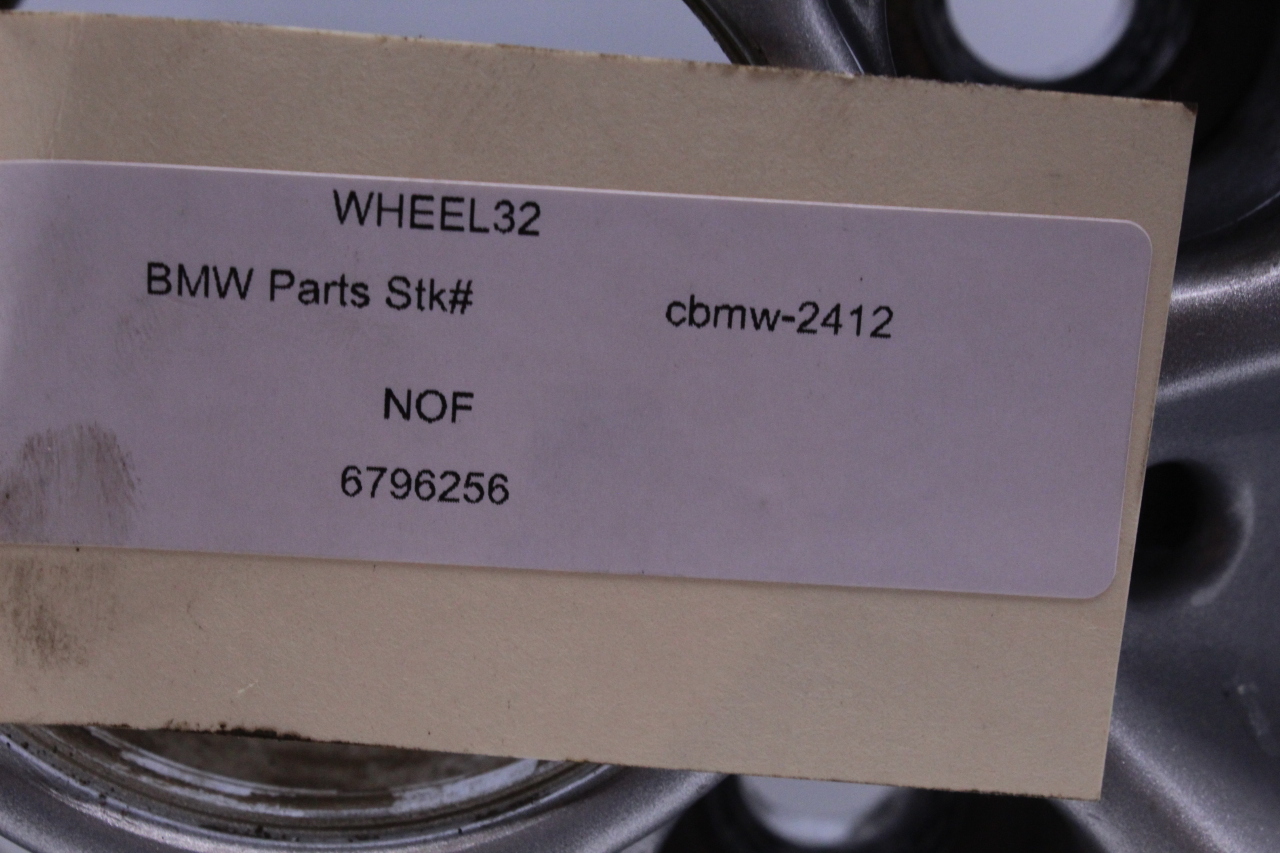 WHEEL32
BMW Parts Stk# cbmw-2412
NOF
6796256